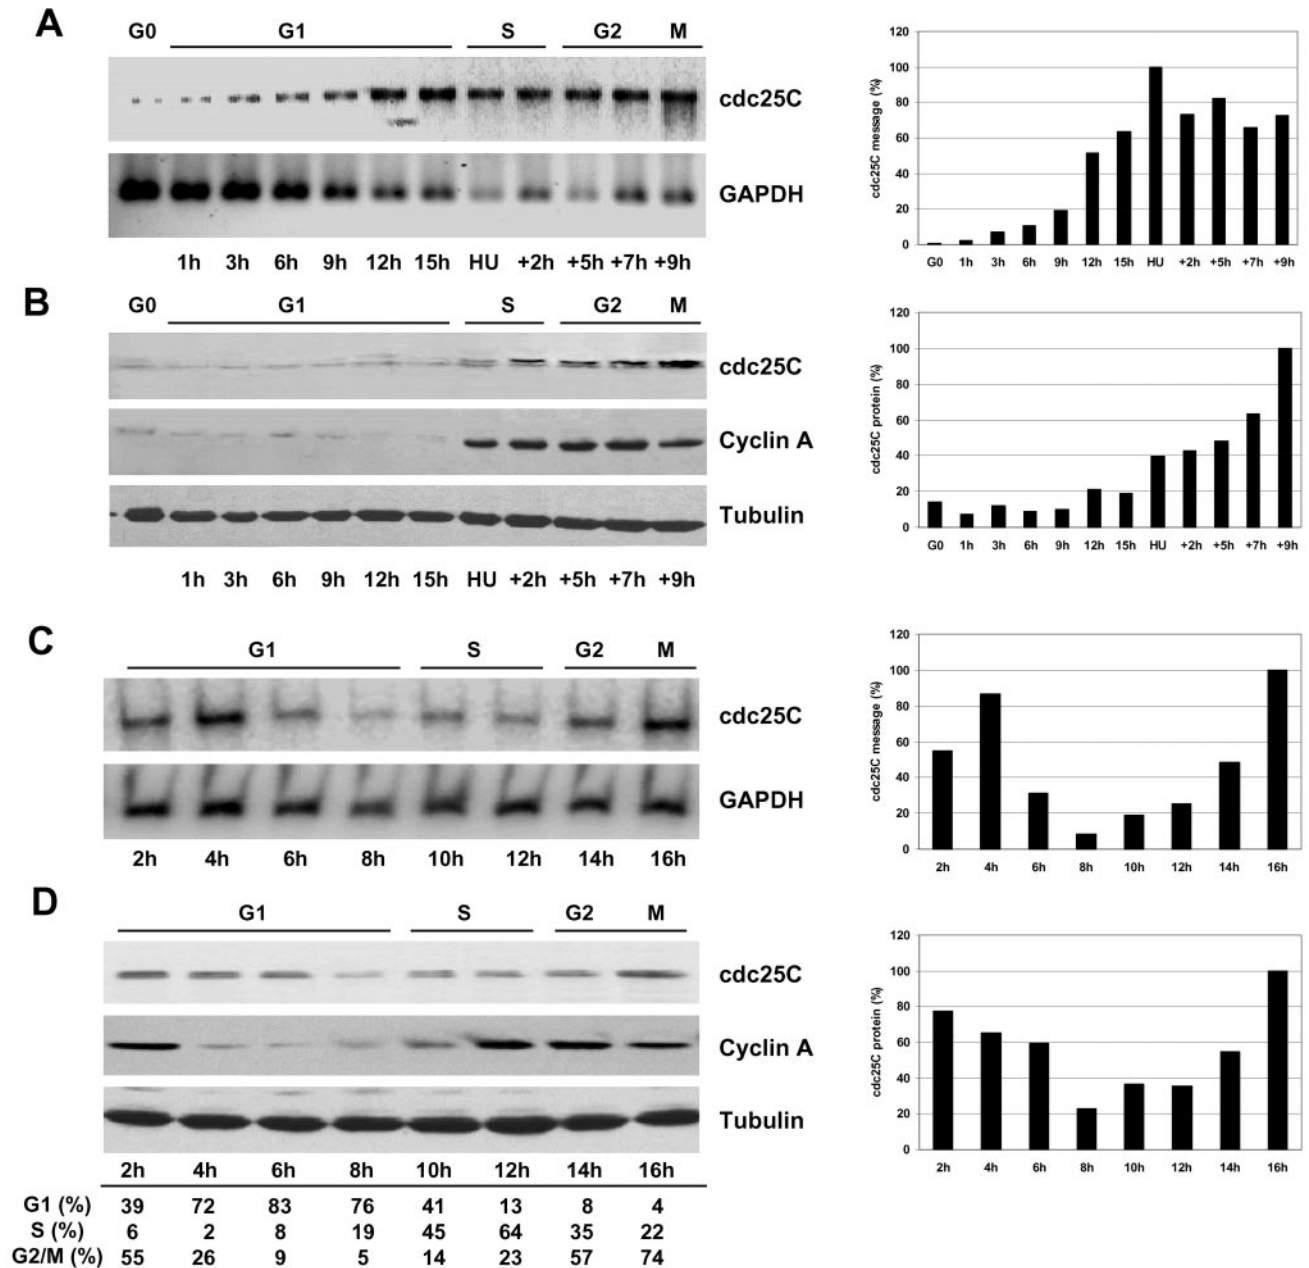 A
G0 G1 S G2 M
cdc25C
GAPDH
1h 3h 6h 9h 12h 15h HU +2h +5h +7h +9h
cdc25C message (%)
120
100
80
60
40
20
0
G0 1h 3h 6h 9h 12h 15h HU +2h +5h +7h +9h
B
G0 G1 S G2 M
cdc25C
Cyclin A
Tubulin
1h 3h 6h 9h 12h 15h HU +2h +5h +7h +9h
cdc25C protein (%)
120
100
80
60
40
20
0
G0 1h 3h 6h 9h 12h 15h HU +2h +5h +7h +9h
C
G1 S G2 M
cdc25C
GAPDH
2h 4h 6h 8h 10h 12h 14h 16h
cdc25C message (%)
120
100
80
60
40
20
0
2h 4h 6h 8h 10h 12h 14h 16h
D
G1 S G2 M
cdc25C
Cyclin A
Tubulin
2h 4h 6h 8h 10h 12h 14h 16h
G1 (%) 39 72 83 76 41 13 8 4
S (%) 6 2 8 19 45 64 35 22
G2/M (%) 55 26 9 5 14 23 57 74
cdc25C protein (%)
120
100
80
60
40
20
0
2h 4h 6h 8h 10h 12h 14h 16h